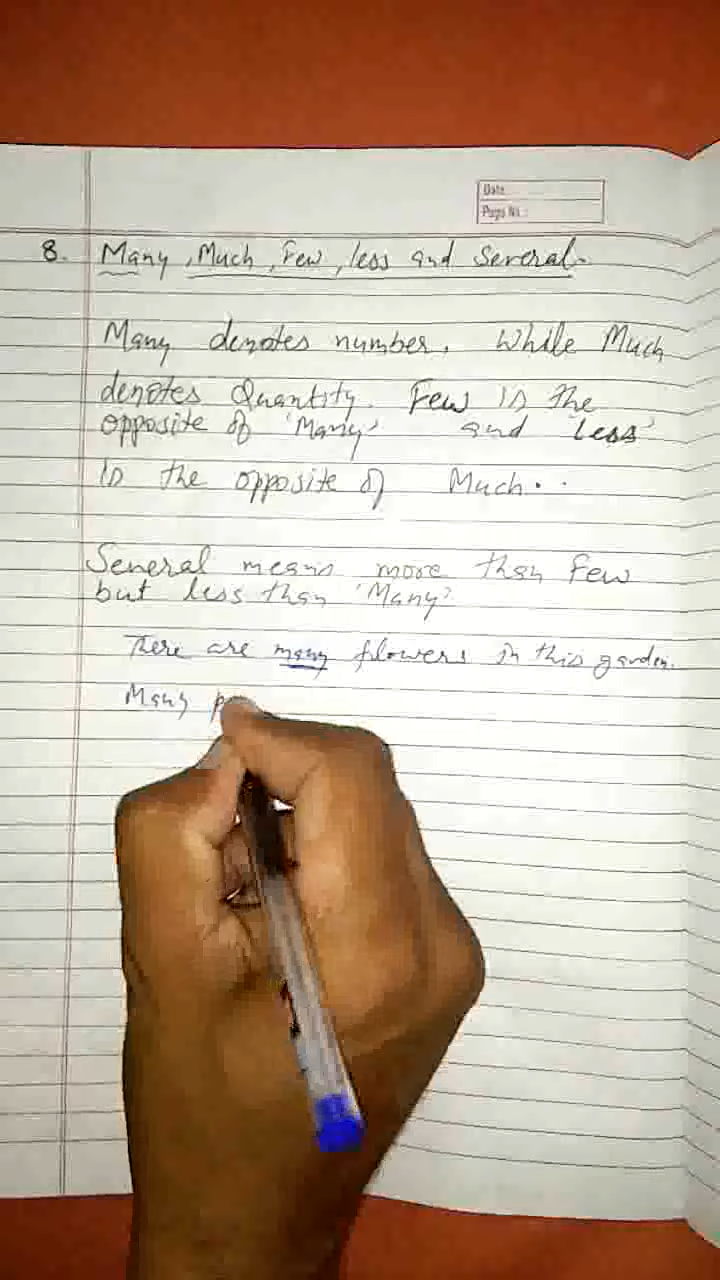 Date
Page No.
8. Many, Much, Few, less and Several.
Many denotes number. While Much
denotes Quantity. Few is the
opposite of 'Many' and less'
is the opposite of Much..
Several means more than Few
but less than 'Many'
There are many flowers in this garden.
Many